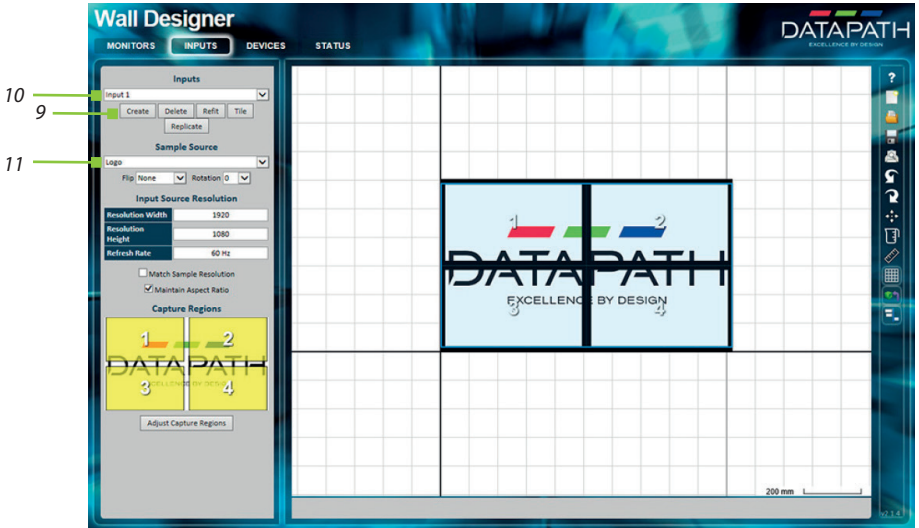 Wall Designer
DATAPATH
EXCELLENCE BY DESIGN
MONITORS INPUTS DEVICES STATUS
Inputs
10
Input 1
9
Create Delete Refit Tile
Replicate
Sample Source
11
Logo
Flip None Rotation 0
Input Source Resolution
Resolution Width 1920
Resolution Height 1080
Refresh Rate 60 Hz
Match Sample Resolution
Maintain Aspect Ratio
Capture Regions
1 2
DATAPATH
3 4
Adjust Capture Regions
1 2
DATAPATH
EXCELLENCE BY DESIGN
3 4
?
200 mm
v2.1.4